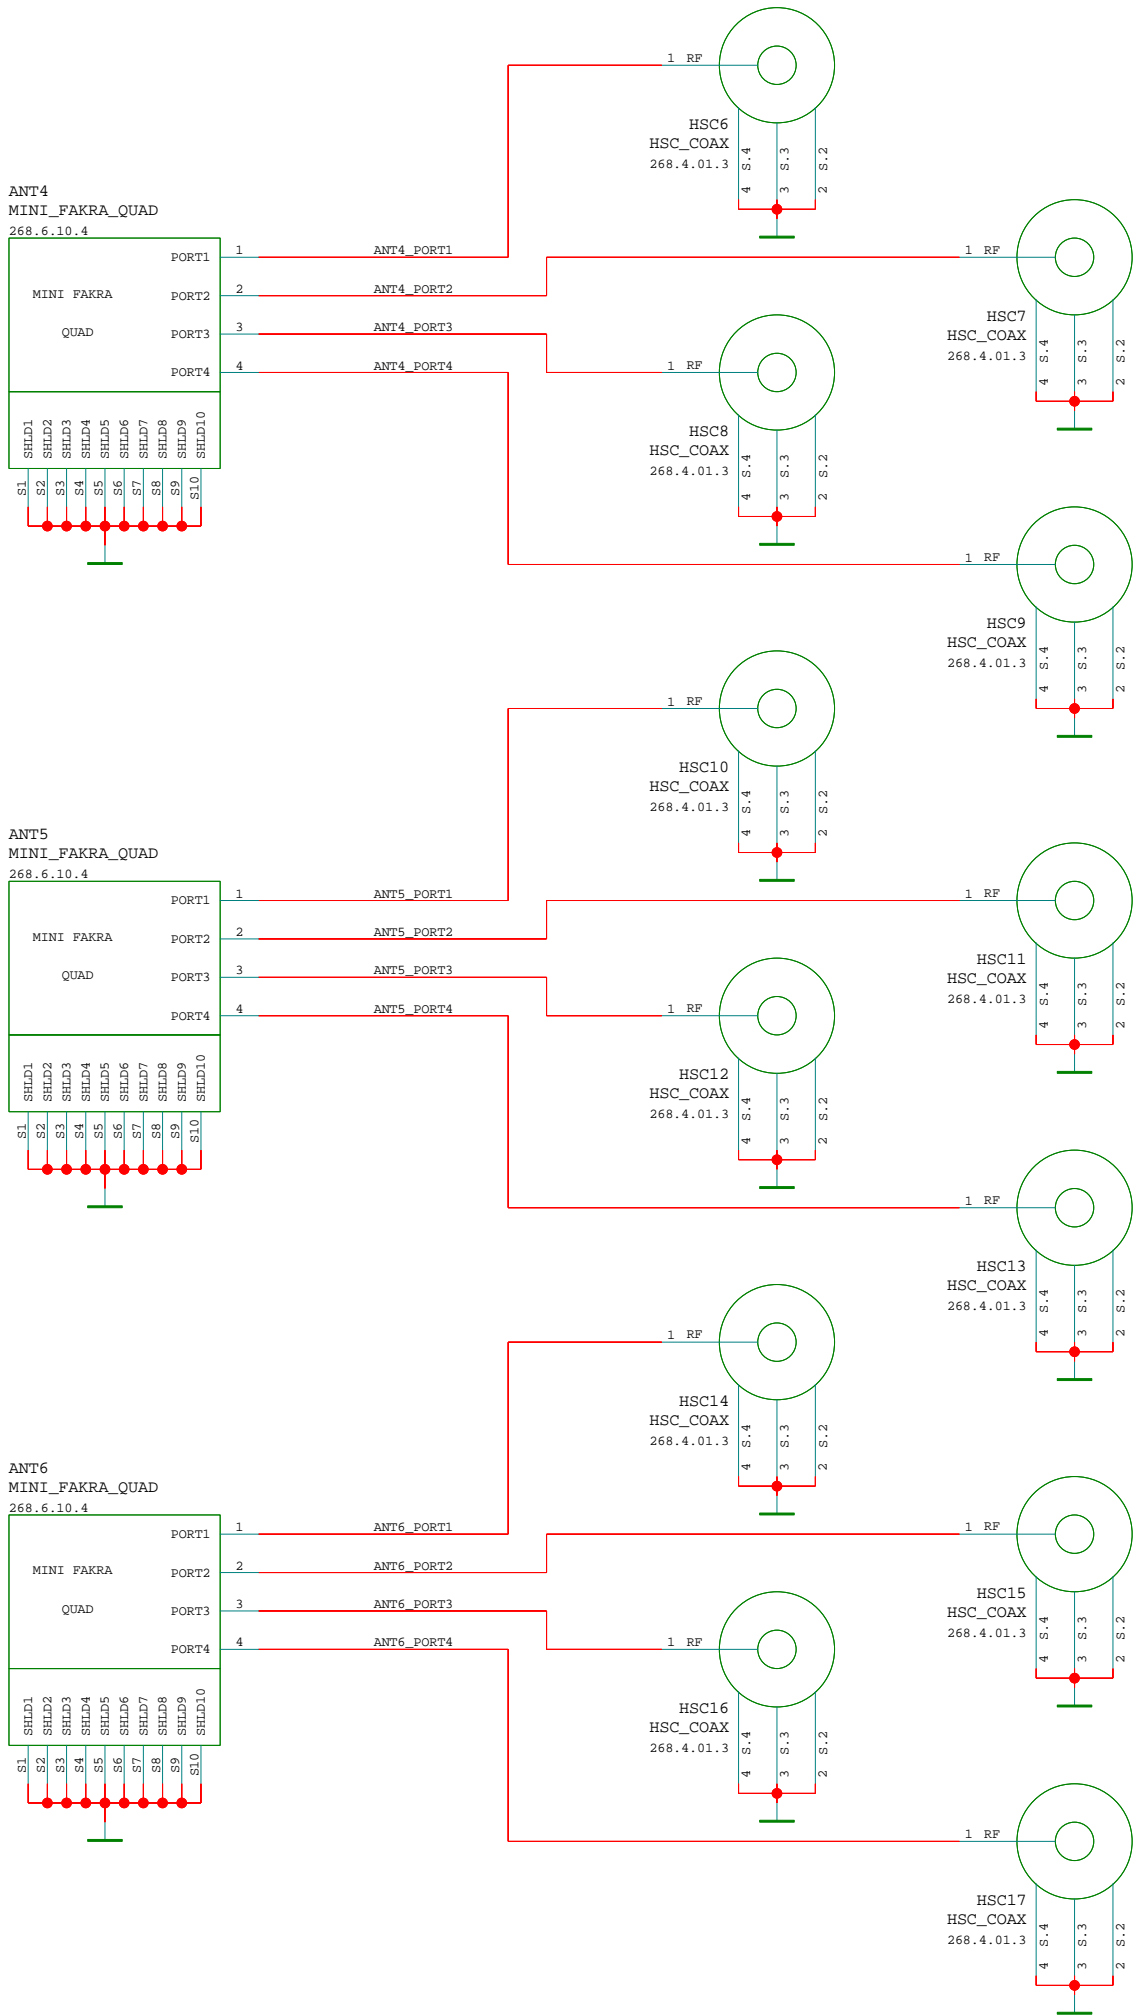 1 RF
HSC6
HSC_COAX
268.4.01.3
S.4
S.3
S.2
4
3
2
ANT4
MINI_FAKRA_QUAD
268.6.10.4
MINI FAKRA
QUAD
PORT1 1 ANT4_PORT1
PORT2 2 ANT4_PORT2
PORT3 3 ANT4_PORT3
PORT4 4 ANT4_PORT4
SHLD1
SHLD2
SHLD3
SHLD4
SHLD5
SHLD6
SHLD7
SHLD8
SHLD9
SHLD10
S1
S2
S3
S4
S5
S6
S7
S8
S9
S10
1 RF
HSC7
HSC_COAX
268.4.01.3
S.4
S.3
S.2
4
3
2
1 RF
HSC8
HSC_COAX
268.4.01.3
S.4
S.3
S.2
4
3
2
1 RF
HSC9
HSC_COAX
268.4.01.3
S.4
S.3
S.2
4
3
2
1 RF
HSC10
HSC_COAX
268.4.01.3
S.4
S.3
S.2
4
3
2
ANT5
MINI_FAKRA_QUAD
268.6.10.4
MINI FAKRA
QUAD
PORT1 1 ANT5_PORT1
PORT2 2 ANT5_PORT2
PORT3 3 ANT5_PORT3
PORT4 4 ANT5_PORT4
SHLD1
SHLD2
SHLD3
SHLD4
SHLD5
SHLD6
SHLD7
SHLD8
SHLD9
SHLD10
S1
S2
S3
S4
S5
S6
S7
S8
S9
S10
1 RF
HSC11
HSC_COAX
268.4.01.3
S.4
S.3
S.2
4
3
2
1 RF
HSC12
HSC_COAX
268.4.01.3
S.4
S.3
S.2
4
3
2
1 RF
HSC13
HSC_COAX
268.4.01.3
S.4
S.3
S.2
4
3
2
1 RF
HSC14
HSC_COAX
268.4.01.3
S.4
S.3
S.2
4
3
2
ANT6
MINI_FAKRA_QUAD
268.6.10.4
MINI FAKRA
QUAD
PORT1 1 ANT6_PORT1
PORT2 2 ANT6_PORT2
PORT3 3 ANT6_PORT3
PORT4 4 ANT6_PORT4
SHLD1
SHLD2
SHLD3
SHLD4
SHLD5
SHLD6
SHLD7
SHLD8
SHLD9
SHLD10
S1
S2
S3
S4
S5
S6
S7
S8
S9
S10
1 RF
HSC15
HSC_COAX
268.4.01.3
S.4
S.3
S.2
4
3
2
1 RF
HSC16
HSC_COAX
268.4.01.3
S.4
S.3
S.2
4
3
2
1 RF
HSC17
HSC_COAX
268.4.01.3
S.4
S.3
S.2
4
3
2